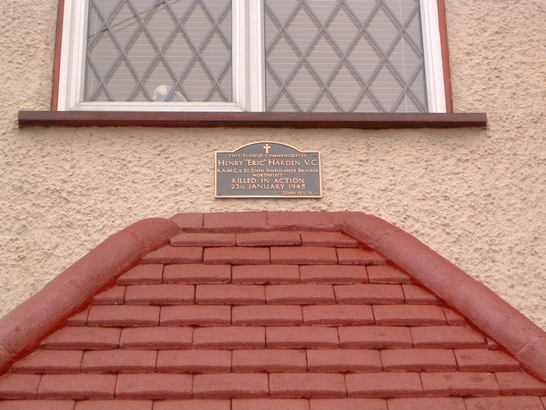 THIS PLAQUE COMMEMORATES
HENRY "ERIC" HARDEN V.C.
R.A.M.C. & ST. JOHN AMBULANCE BRIGADE
NORTHFLEET
KILLED IN ACTION
23RD JANUARY 1945